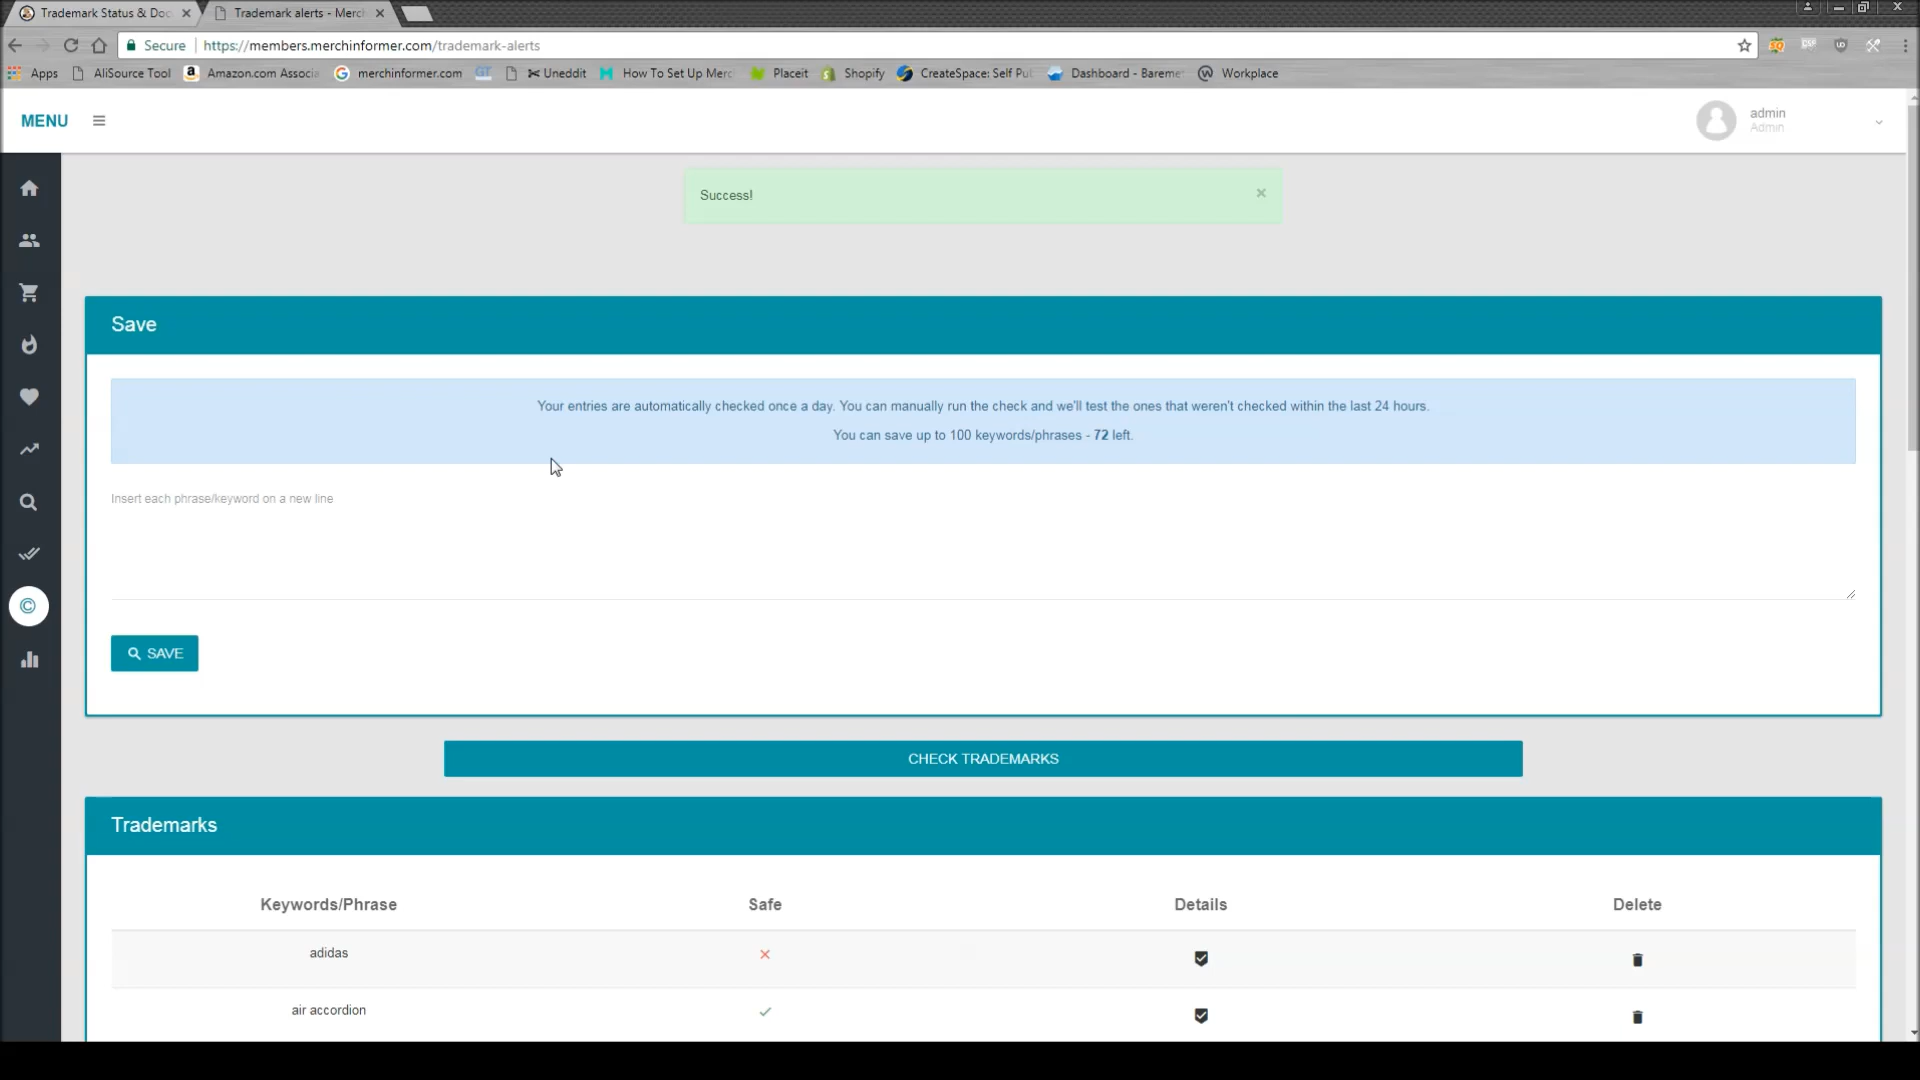 Trademark Status & Doc
Trademark alerts - Merch
Secure
https://members.merchinformer.com/trademark-alerts
Apps
AliSource Tool
Amazon.com Associa
merchinformer.com
Uneddit
How To Set Up Merc
Placeit
Shopify
CreateSpace: Self Pu
Dashboard - Bareme
Workplace
MENU
admin
Admin
Success!
Save
Your entries are automatically checked once a day. You can manually run the check and we'll test the ones that weren't checked within the last 24 hours.
You can save up to 100 keywords/phrases - 72 left.
Insert each phrase/keyword on a new line
SAVE
CHECK TRADEMARKS
Trademarks
Keywords/Phrase
Safe
Details
Delete
adidas
air accordion